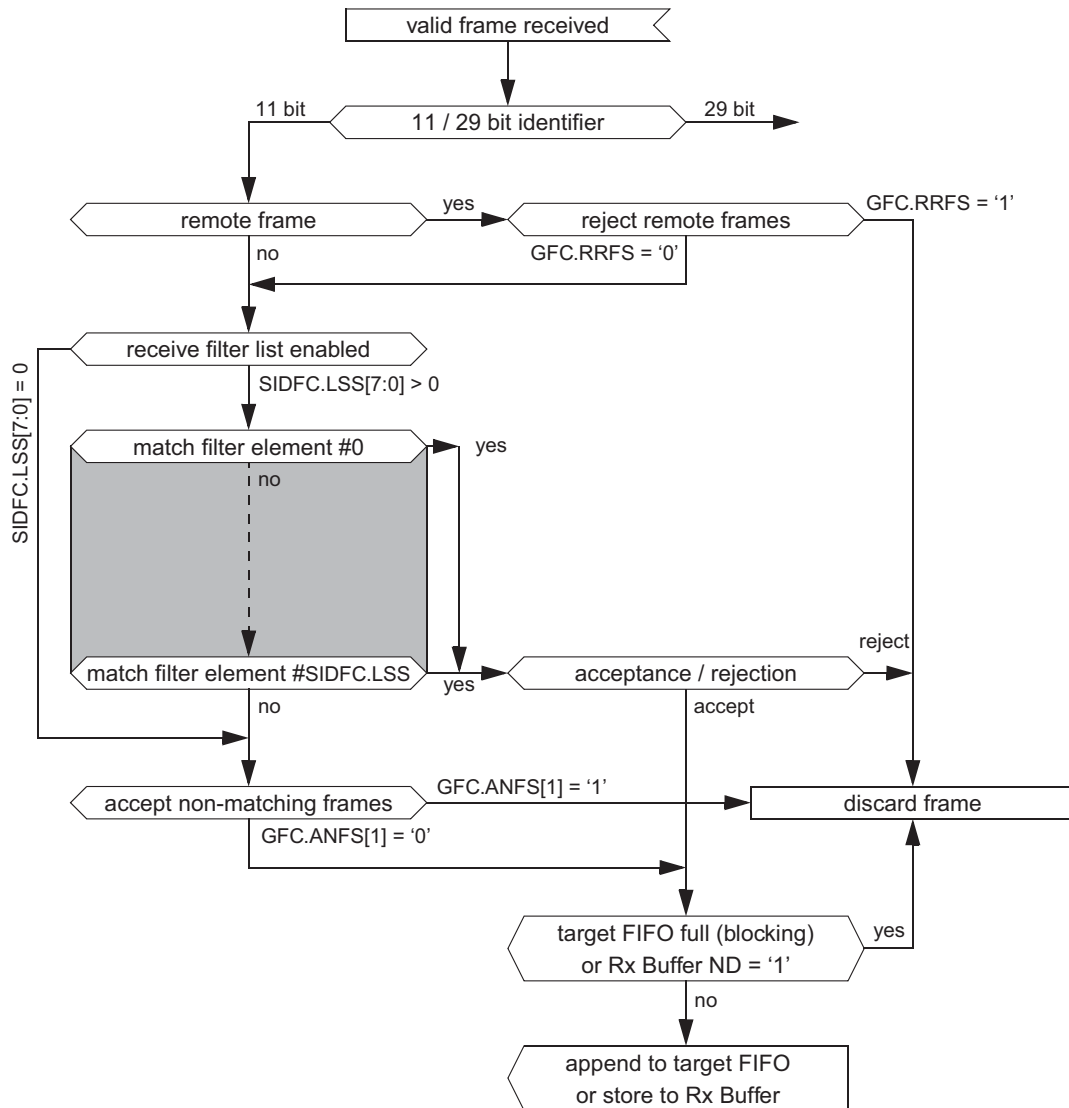 valid frame received
11 bit
11 / 29 bit identifier
29 bit
remote frame
yes
reject remote frames
GFC.RRFS = ‘1’
no
GFC.RRFS = ‘0’
receive filter list enabled
SIDFC.LSS[7:0] = 0
SIDFC.LSS[7:0] > 0
match filter element #0
yes
no
match filter element #SIDFC.LSS
yes
acceptance / rejection
reject
no
accept
accept non-matching frames
GFC.ANFS[1] = ‘1’
discard frame
GFC.ANFS[1] = ‘0’
target FIFO full (blocking)
or Rx Buffer ND = ‘1’
yes
no
append to target FIFO
or store to Rx Buffer